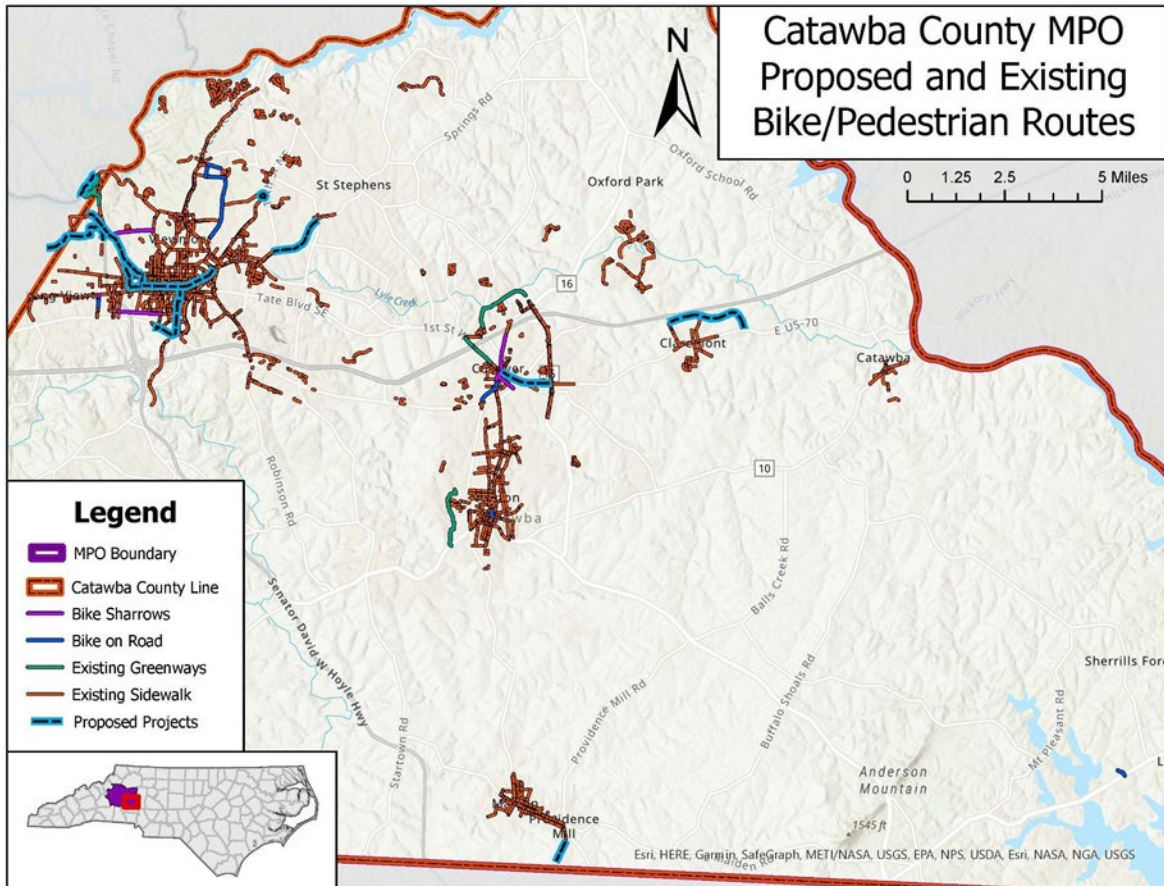 Catawba County MPO
Proposed and Existing
Bike/Pedestrian Routes
N
0 1.25 2.5 5 Miles
Springs Rd
St Stephens
Oxford Park
Oxford School Rd
Hickory Hwy
Tate Blvd SE
Lyle Creek
1st St W
16
E US-70
Claremont
Catawba
10
Robinson Rd
Senator David W Hoyle Hwy
Startown Rd
Balls Creek Rd
Providence Mill Rd
Buffalo Shoals Rd
Mt Pleasant Rd
Sherrills For
Anderson
Mountain
1545 ft
Providence
Mill
Legend
MPO Boundary
Catawba County Line
Bike Sharrows
Bike on Road
Existing Greenways
Existing Sidewalk
Proposed Projects
Esri, HERE, Garmin, SafeGraph, METI/NASA, USGS, EPA, NPS, USDA, Esri, NASA, NGA, USGS